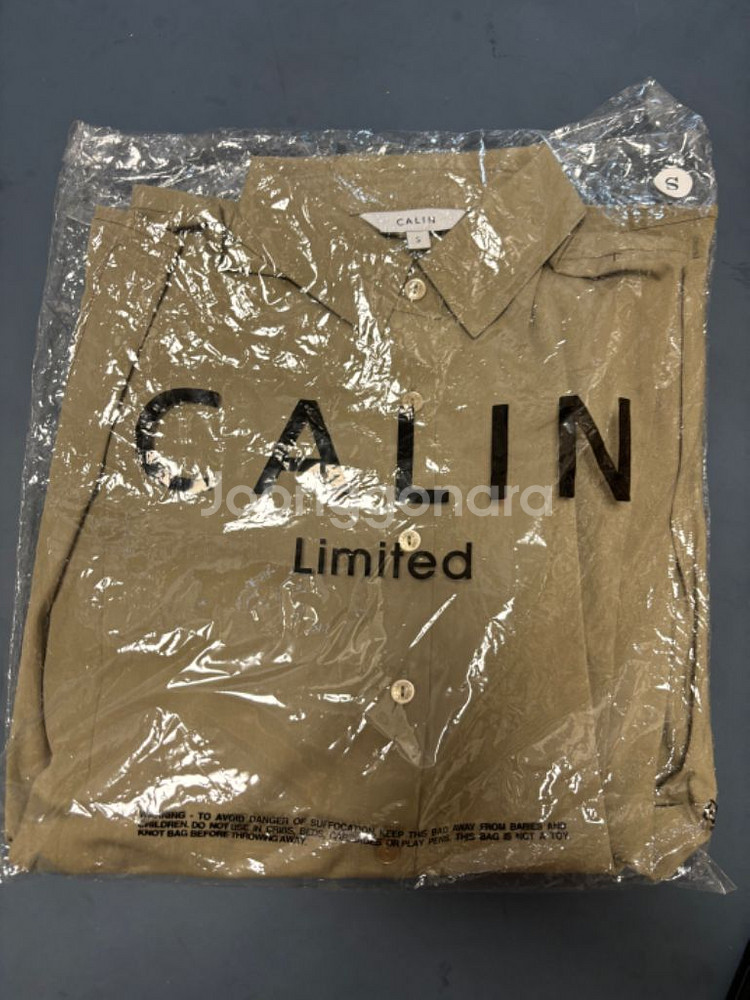 S
CALIN
S
CALIN
Joonggonara
Limited
WARNING - TO AVOID DANGER OF SUFFOCATION, KEEP THIS BAG AWAY FROM BABIES AND
CHILDREN. DO NOT USE IN CRIBS, BEDS, CARRIAGES OR PLAY PENS. THIS BAG IS NOT A TOY.
KNOT BAG BEFORE THROWING AWAY.